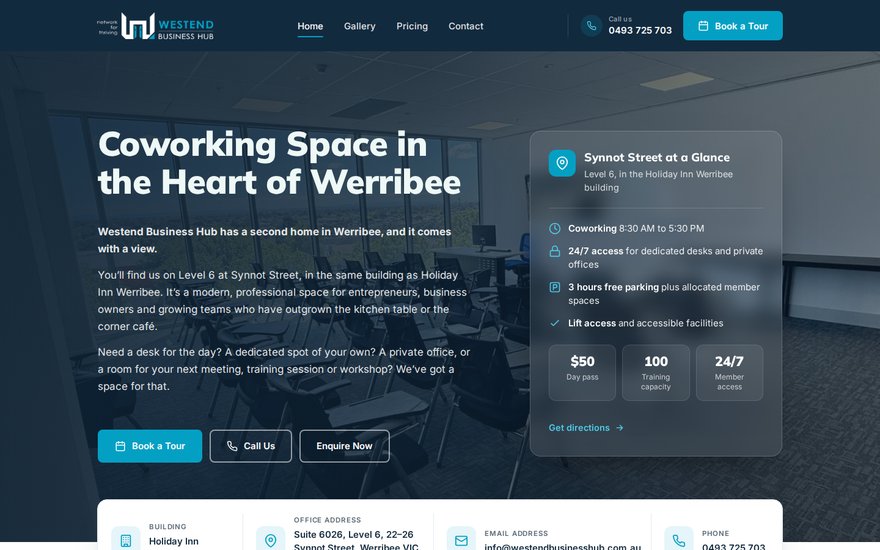 network
for
thriving
WESTEND
BUSINESS HUB
Home
Gallery
Pricing
Contact
Call us
0493 725 703
Book a Tour
Coworking Space in
the Heart of Werribee
Westend Business Hub has a second home in Werribee, and it comes
with a view.
You’ll find us on Level 6 at Synnot Street, in the same building as Holiday
Inn Werribee. It’s a modern, professional space for entrepreneurs, business
owners and growing teams who have outgrown the kitchen table or the
corner café.
Need a desk for the day? A dedicated spot of your own? A private office, or
a room for your next meeting, training session or workshop? We’ve got a
space for that.
Book a Tour
Call Us
Enquire Now
Synnot Street at a Glance
Level 6, in the Holiday Inn Werribee
building
Coworking 8:30 AM to 5:30 PM
24/7 access for dedicated desks and private
offices
3 hours free parking plus allocated member
spaces
Lift access and accessible facilities
$50
Day pass
100
Training
capacity
24/7
Member
access
Get directions →
BUILDING
Holiday Inn
OFFICE ADDRESS
Suite 6026, Level 6, 22–26
Synnot Street, Werribee VIC
EMAIL ADDRESS
info@westendbusinesshub.com.au
PHONE
0493 725 703